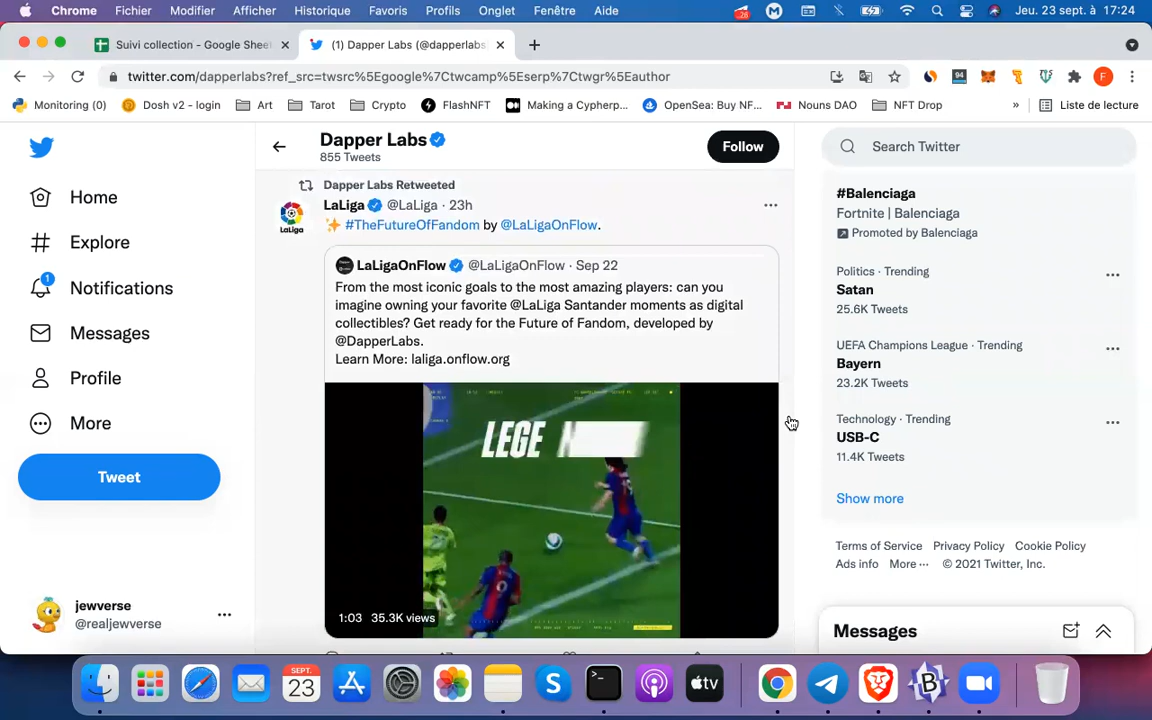 Chrome Fichier Modifier Afficher Historique Favoris Profils Onglet Fenêtre Aide Jeu. 23 sept. à 17:24
Suivi collection - Google Sheet
(1) Dapper Labs (@dapperlabs
twitter.com/dapperlabs?ref_src=twsrc%5Egoogle%7Ctwcamp%5Eserp%7Ctwgr%5Eauthor
94
F
Monitoring (0) Dosh v2 - login Art Tarot Crypto FlashNFT Making a Cypherp... OpenSea: Buy NF... Nouns DAO NFT Drop » Liste de lecture
Home
Explore
1
Notifications
Messages
Profile
More
Tweet
jewverse
@realjewverse
Dapper Labs
855 Tweets
Follow
Dapper Labs Retweeted
LaLiga @LaLiga · 23h
LaLiga
✨ #TheFutureOfFandom by @LaLigaOnFlow.
LaLigaOnFlow @LaLigaOnFlow · Sep 22
From the most iconic goals to the most amazing players: can you
imagine owning your favorite @LaLiga Santander moments as digital
collectibles? Get ready for the Future of Fandom, developed by
@DapperLabs.
Learn More: laliga.onflow.org
LEGE
1:03 35.3K views
Search Twitter
#Balenciaga
Fortnite | Balenciaga
Promoted by Balenciaga
Politics · Trending
Satan
25.6K Tweets
UEFA Champions League · Trending
Bayern
23.2K Tweets
Technology · Trending
USB-C
11.4K Tweets
Show more
Terms of Service Privacy Policy Cookie Policy
Ads info More ··· © 2021 Twitter, Inc.
Messages
SEPT.
23
tv